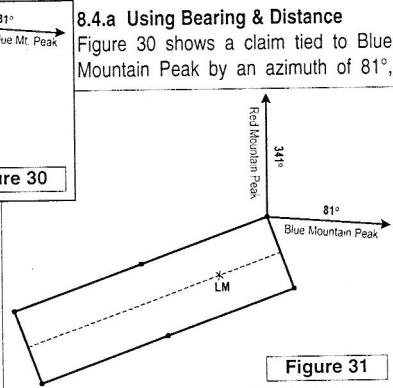 81°
ue Mt. Peak
ure 30
8.4.a Using Bearing & Distance
Figure 30 shows a claim tied to Blue
Mountain Peak by an azimuth of 81°,
Red Mountain Peak
341°
81°
Blue Mountain Peak
LM
Figure 31